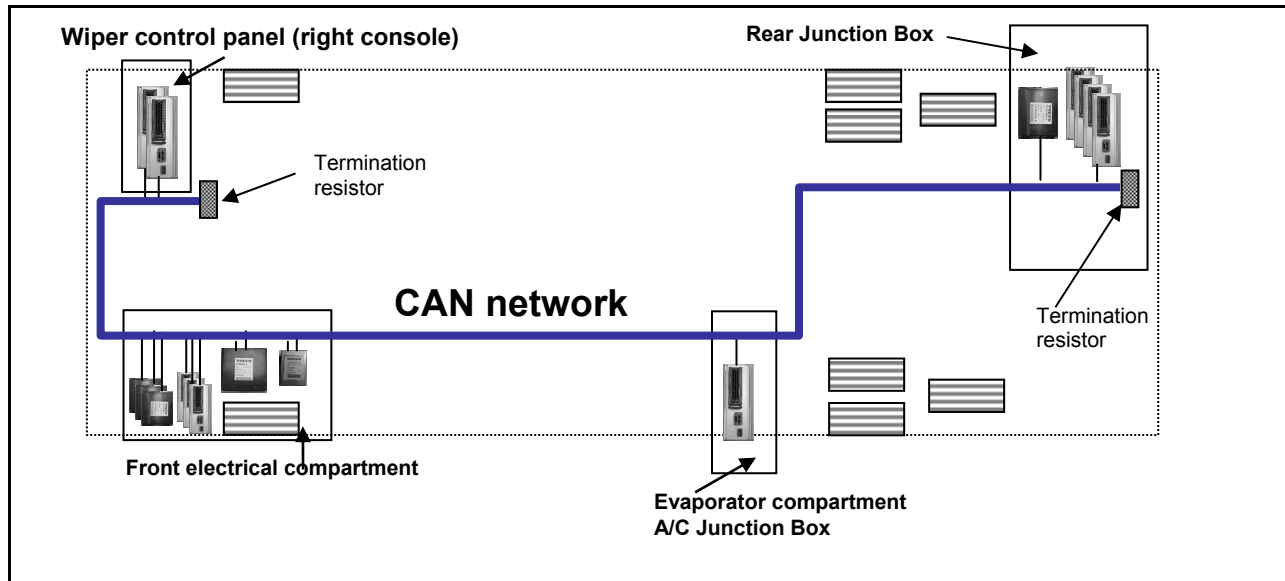 Wiper control panel (right console)
Rear Junction Box
Termination
resistor
CAN network
Termination
resistor
Front electrical compartment
Evaporator compartment
A/C Junction Box